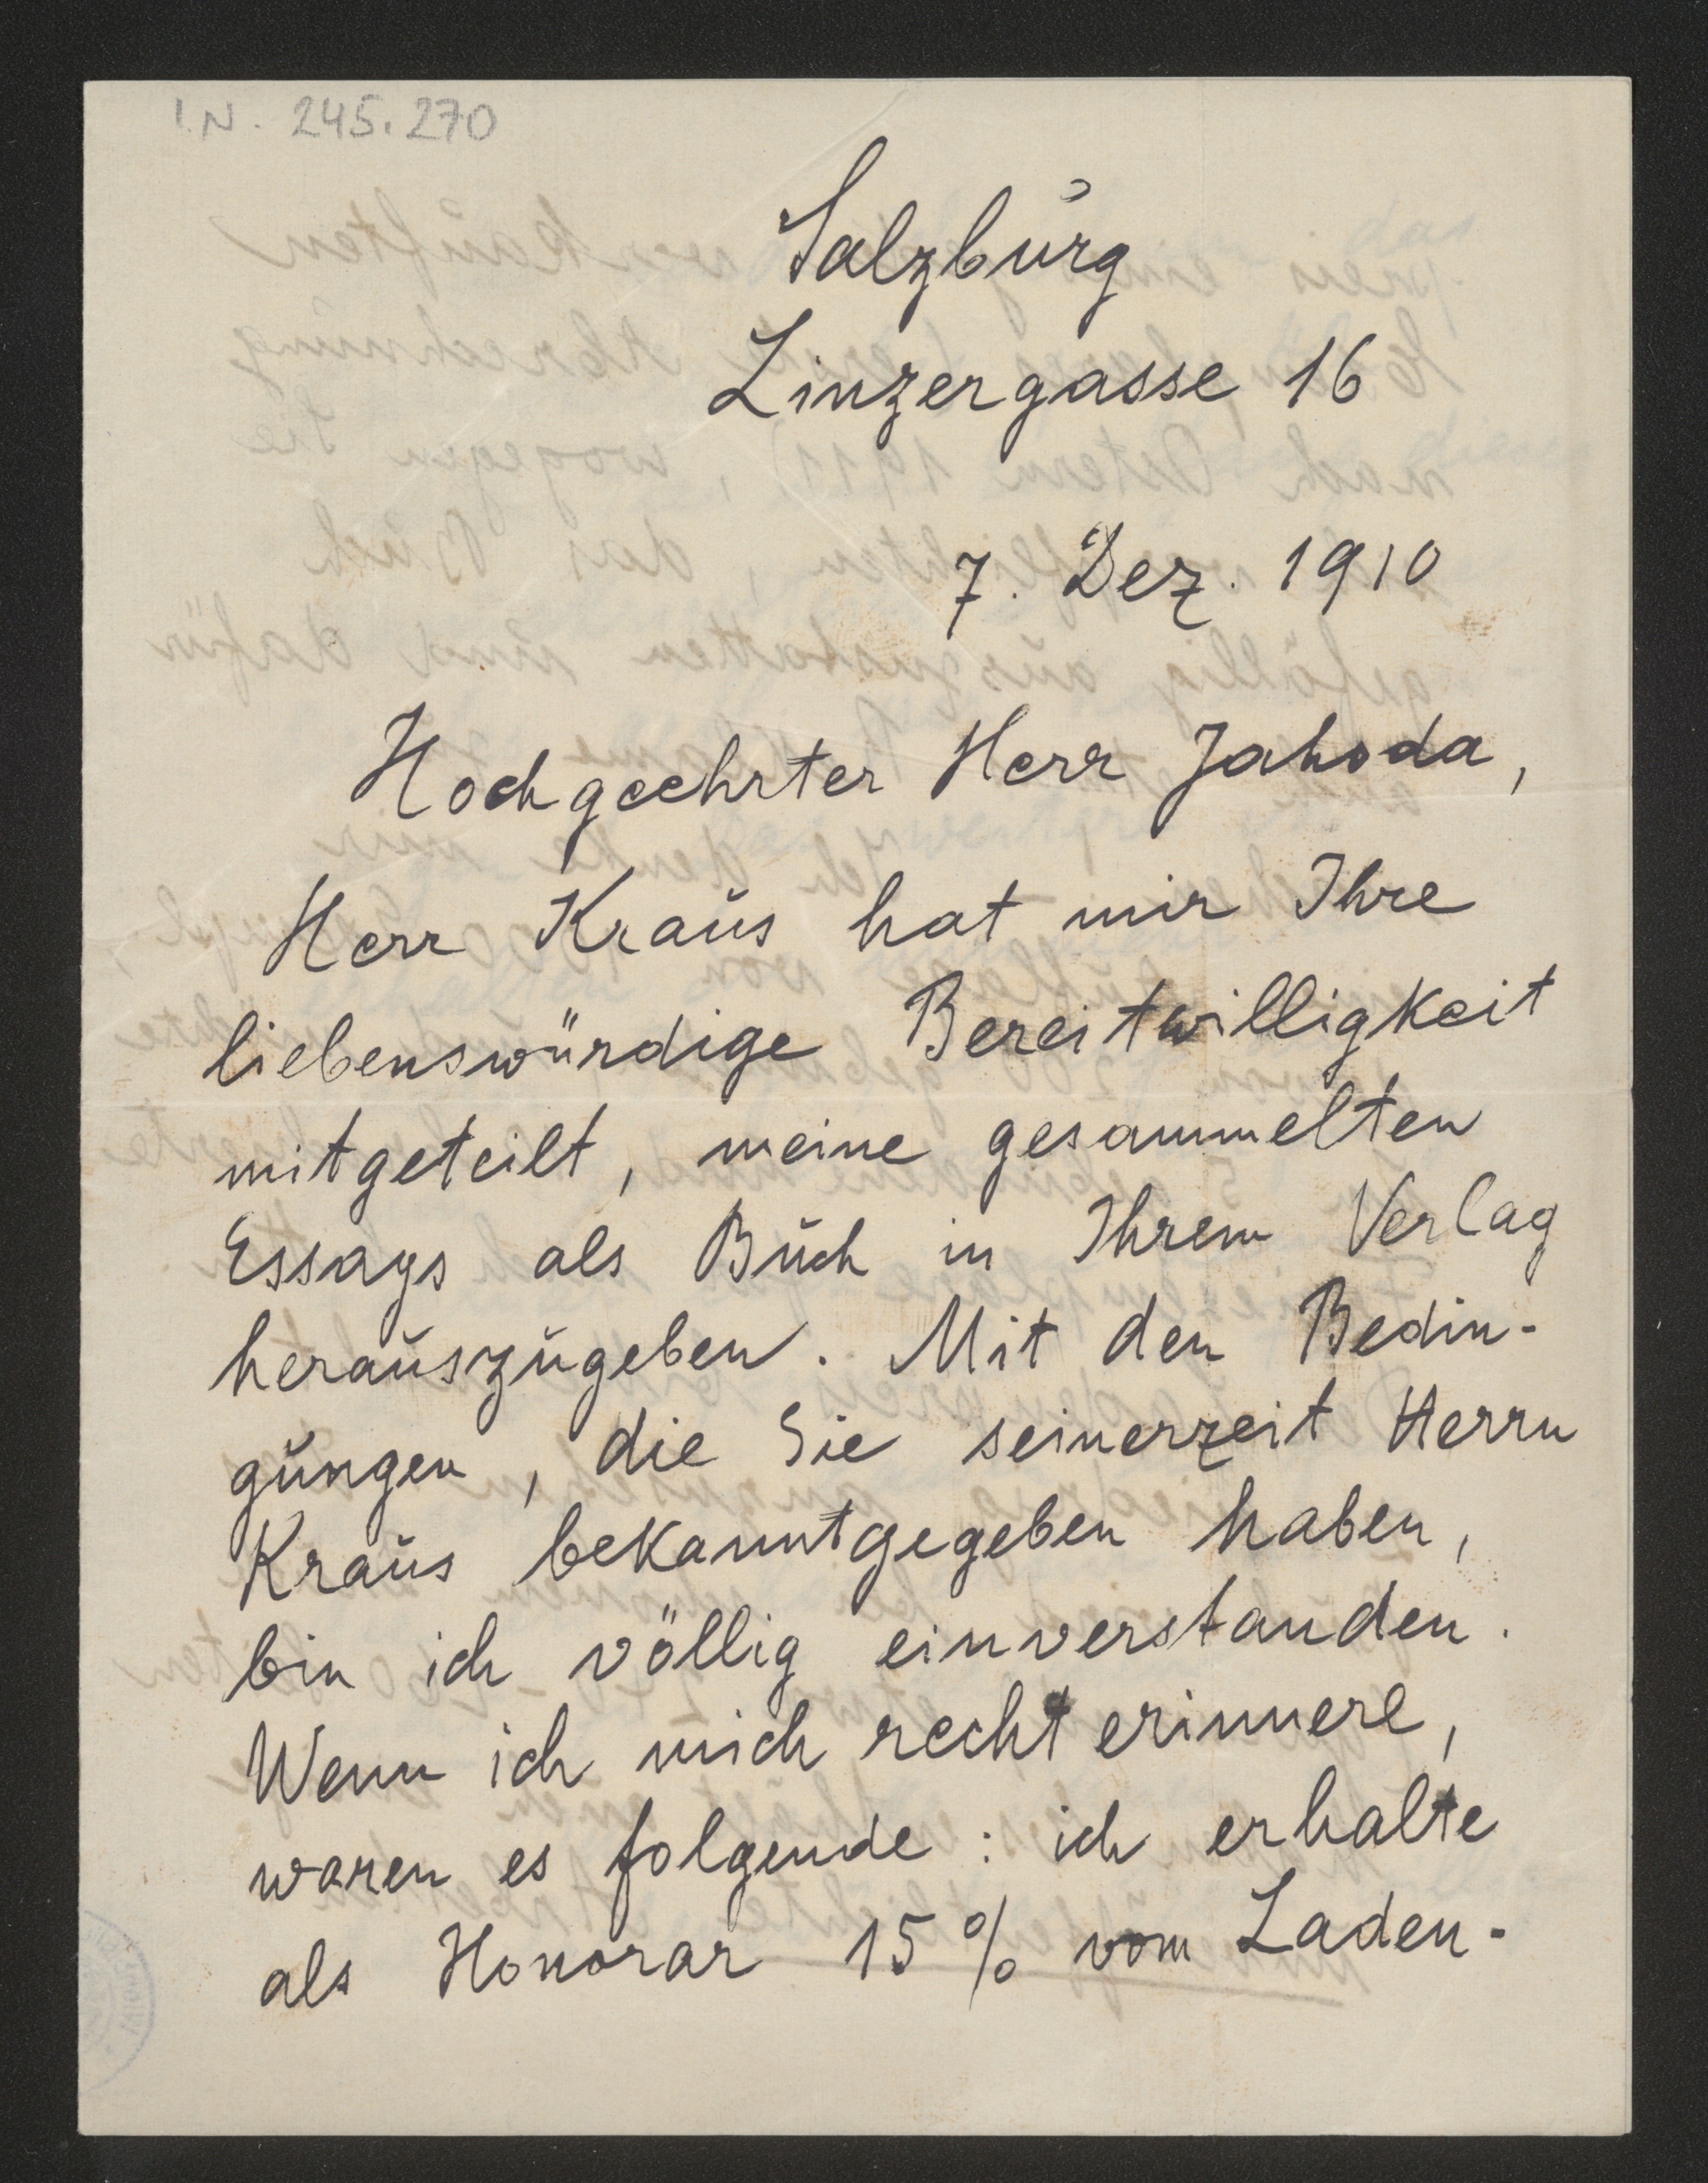 I.N. 245.270
Salzburg
Linzergasse 16
7. Dez. 1910
Hochgeehrter Herr Jahoda,
Herr Kraus hat mir Ihre
liebenswürdige Bereitwilligkeit
mitgeteilt, meine gesammelten
Essays als Buch in Ihrem Verlag
herauszugeben. Mit den Bedin-
gungen, die Sie seinerzeit Herrn
Kraus bekanntgegeben haben,
bin ich völlig einverstanden.
Wenn ich mich recht erinnere,
waren es folgende: ich erhalte
als Honorar 15% vom Laden-